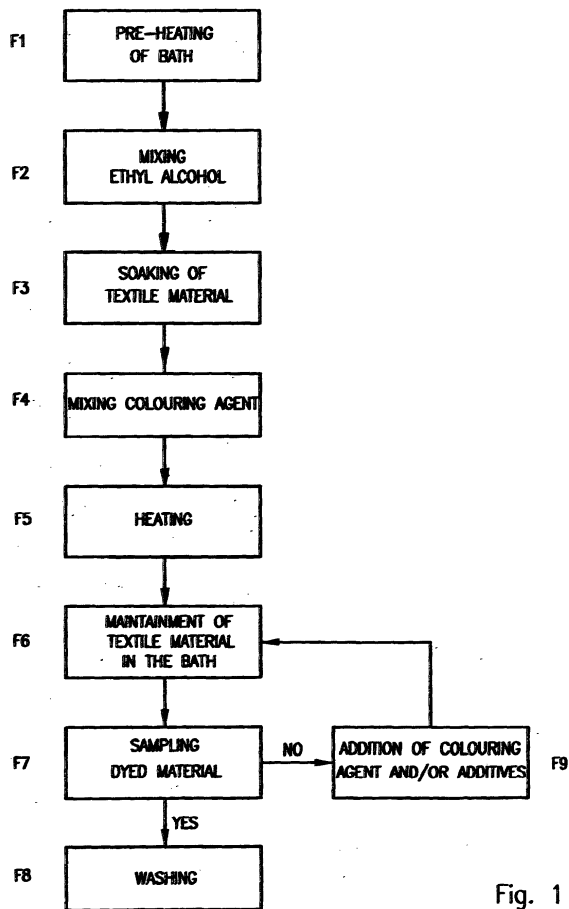 F1
PRE-HEATING
OF BATH
F2
MIXING
ETHYL ALCOHOL
F3
SOAKING OF
TEXTILE MATERIAL
F4
MIXING COLOURING AGENT
F5
HEATING
F6
MAINTAINMENT OF
TEXTILE MATERIAL
IN THE BATH
F7
SAMPLING
DYED MATERIAL
NO
ADDITION OF COLOURING
AGENT AND/OR ADDITIVES
F9
YES
F8
WASHING
Fig. 1